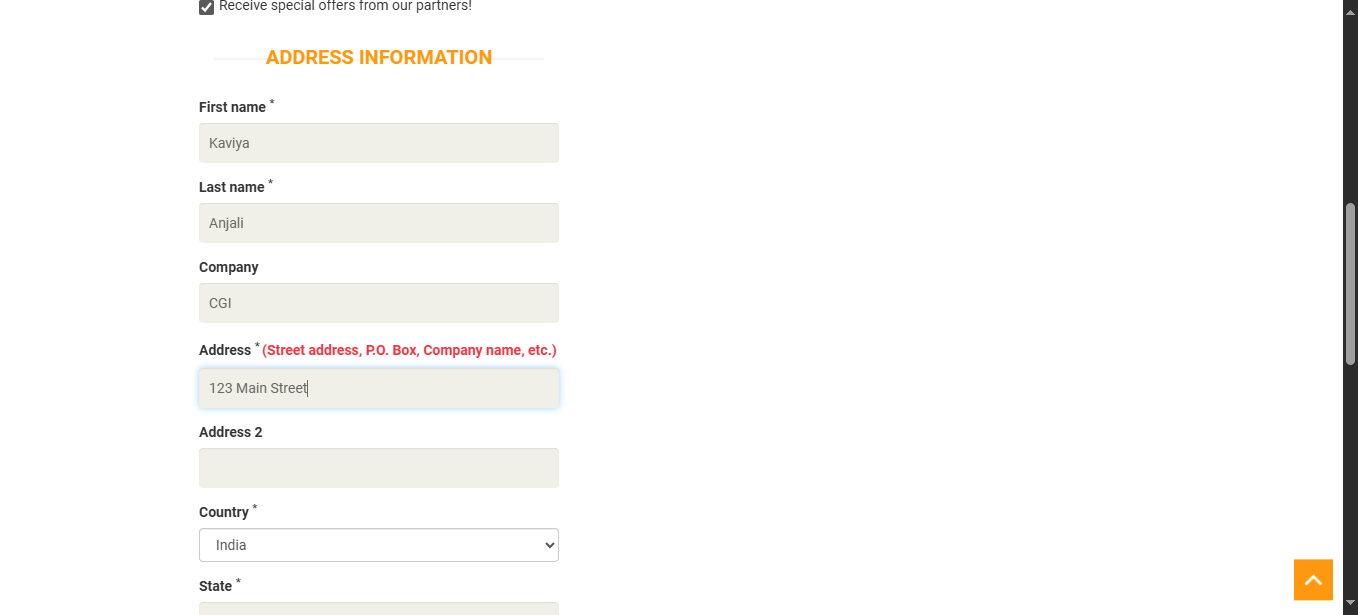 Receive special offers from our partners!
ADDRESS INFORMATION
First name *
Kaviya
Last name *
Anjali
Company
CGI
Address * (Street address, P.O. Box, Company name, etc.)
123 Main Street
Address 2
Country *
India
State *